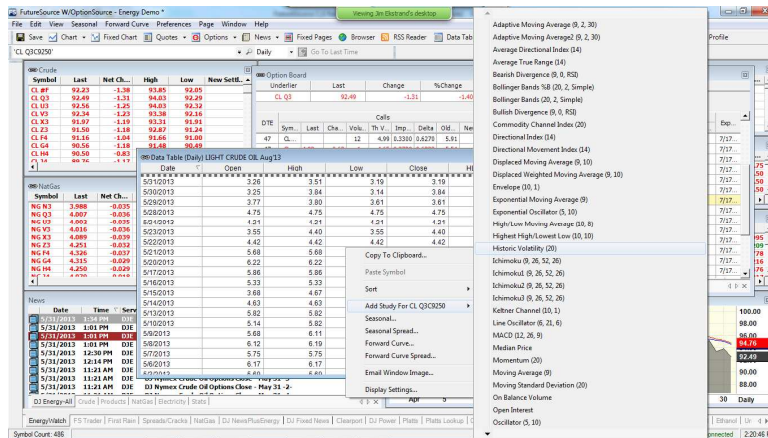 FutureSource W/OptionSource - Energy Demo *
Viewing Jim Ekstrand's desktop
File Edit View Seminar Chart Forward Curve Preferences Page Window Help
Save Chart Fixed Chart Quotes Options News Fixed Pages Browser RSS Reader Data Tab Profile
'CL Q3C9250' Daily Go To Last Time
Crude
Symbol Last Net Ch... High Low New Settl..
CL #F 92.23 -1.38 93.85 92.05
CL Q3 92.49 -1.31 94.03 92.29
CL U3 92.56 -1.25 94.03 92.32
CL V3 92.34 -1.23 93.38 92.16
CL X3 91.97 -1.19 93.31 91.91
CL Z3 91.50 -1.18 92.87 91.24
CL F4 91.16 -1.04 91.66 91.00
CL G4 90.56 -1.18 91.48 90.49
CL H4 90.50 -0.83
Option Board
Underlier Last Change %Change
CL Q3 92.49 -1.31 -1.40
Calls
DTE Sym... Last Cha... Volu... Th V... Imp... Delta Old... Ne
47 CL... 12 4.99 0.3300 0.6270 5.91
Exp...
7/17...
7/17...
7/17...
7/17...
7/17...
7/17...
7/17...
7/17...
7/17...
7/17...
NatGas
Symbol Last Net Ch...
NG N3 3.988 -0.035
NG Q3 4.007 -0.036
NG U3 4.002 -0.035
NG V3 4.016 -0.036
NG X3 4.089 -0.039
NG Z3 4.251 -0.032
NG F4 4.326 -0.037
NG G4 4.315 -0.029
NG H4 4.250 -0.029
Data Table (Daily) LIGHT CRUDE OIL Aug'13
Date Open High Low Close
5/31/2013 3.26 3.51 3.19 3.19
5/30/2013 3.25 3.84 3.14 3.84
5/29/2013 3.77 3.80 3.61 3.61
5/28/2013 4.75 4.75 4.75 4.75
5/24/2013 4.21 4.21 4.21 4.21
5/23/2013 3.55 4.40 3.55 4.40
5/22/2013 4.42 4.42 4.42 4.42
5/21/2013 5.68 5.68
5/20/2013 6.22 6.22
5/17/2013 5.86 5.86
5/16/2013 5.33 5.33
5/15/2013 3.68 4.67
5/14/2013 4.63 4.63
5/13/2013 5.82 5.82
5/10/2013 5.14 5.82
5/9/2013 5.68 6.11
5/8/2013 6.12 6.19
5/7/2013 5.75 5.75
5/6/2013 6.17 6.17
Copy To Clipboard...
Paste Symbol
Sort
Add Study For CL Q3C9250
Seasonal...
Seasonal Spread...
Forward Curve...
Forward Curve Spread...
Email Window Image...
Display Settings...
Adaptive Moving Average (9, 2, 30)
Adaptive Moving Average2 (9, 2, 30)
Average Directional Index (14)
Average True Range (14)
Bearish Divergence (9, 0, RSI)
Bollinger Bands %B (20, 2, Simple)
Bollinger Bands (20, 2, Simple)
Bullish Divergence (9, 0, RSI)
Commodity Channel Index (20)
Directional Index (14)
Directional Movement Index (14)
Displaced Moving Average (9, 10)
Displaced Weighted Moving Average (9, 10)
Envelope (10, 1)
Exponential Moving Average (9)
Exponential Oscillator (5, 10)
High/Low Moving Average (10, 8)
Highest High/Lowest Low (10, 10)
Historic Volatility (20)
Ichimoku (9, 26, 52, 26)
Ichimoku1 (9, 26, 52, 26)
Ichimoku2 (9, 26, 52, 26)
Ichimoku3 (9, 26, 52, 26)
Keltner Channel (10, 1)
Line Oscillator (6, 21, 6)
MACD (12, 26, 9)
Median Price
Momentum (20)
Moving Average (9)
Moving Standard Deviation (20)
On Balance Volume
Open Interest
Oscillator (5, 10)
News
Date Time Serv
5/31/2013 1:34 PM DJE
5/31/2013 1:01 PM DJE
5/31/2013 1:01 PM DJE
5/31/2013 12:30 PM DJE
5/31/2013 12:14 PM DJE
5/31/2013 11:21 AM DJE
5/31/2013 11:21 AM DJE
5/31/2013 11:21 AM DJE DJ Nymex Crude Oil Options Close - May 31 -2-
DJ Energy-All Crude Products NatGas Electricity Stats
Apr 5
100.00
98.00
96.00
94.76
92.49
90.00
88.00
30 Daily
EnergyWatch FS Trader First Rain Spreads/Cracks NatGas DJ NewsPlusEnergy DJ Fixed News Clearport DJ Power Platts Platts Lookup Ethanol
Symbol Count: 486
2:20:46